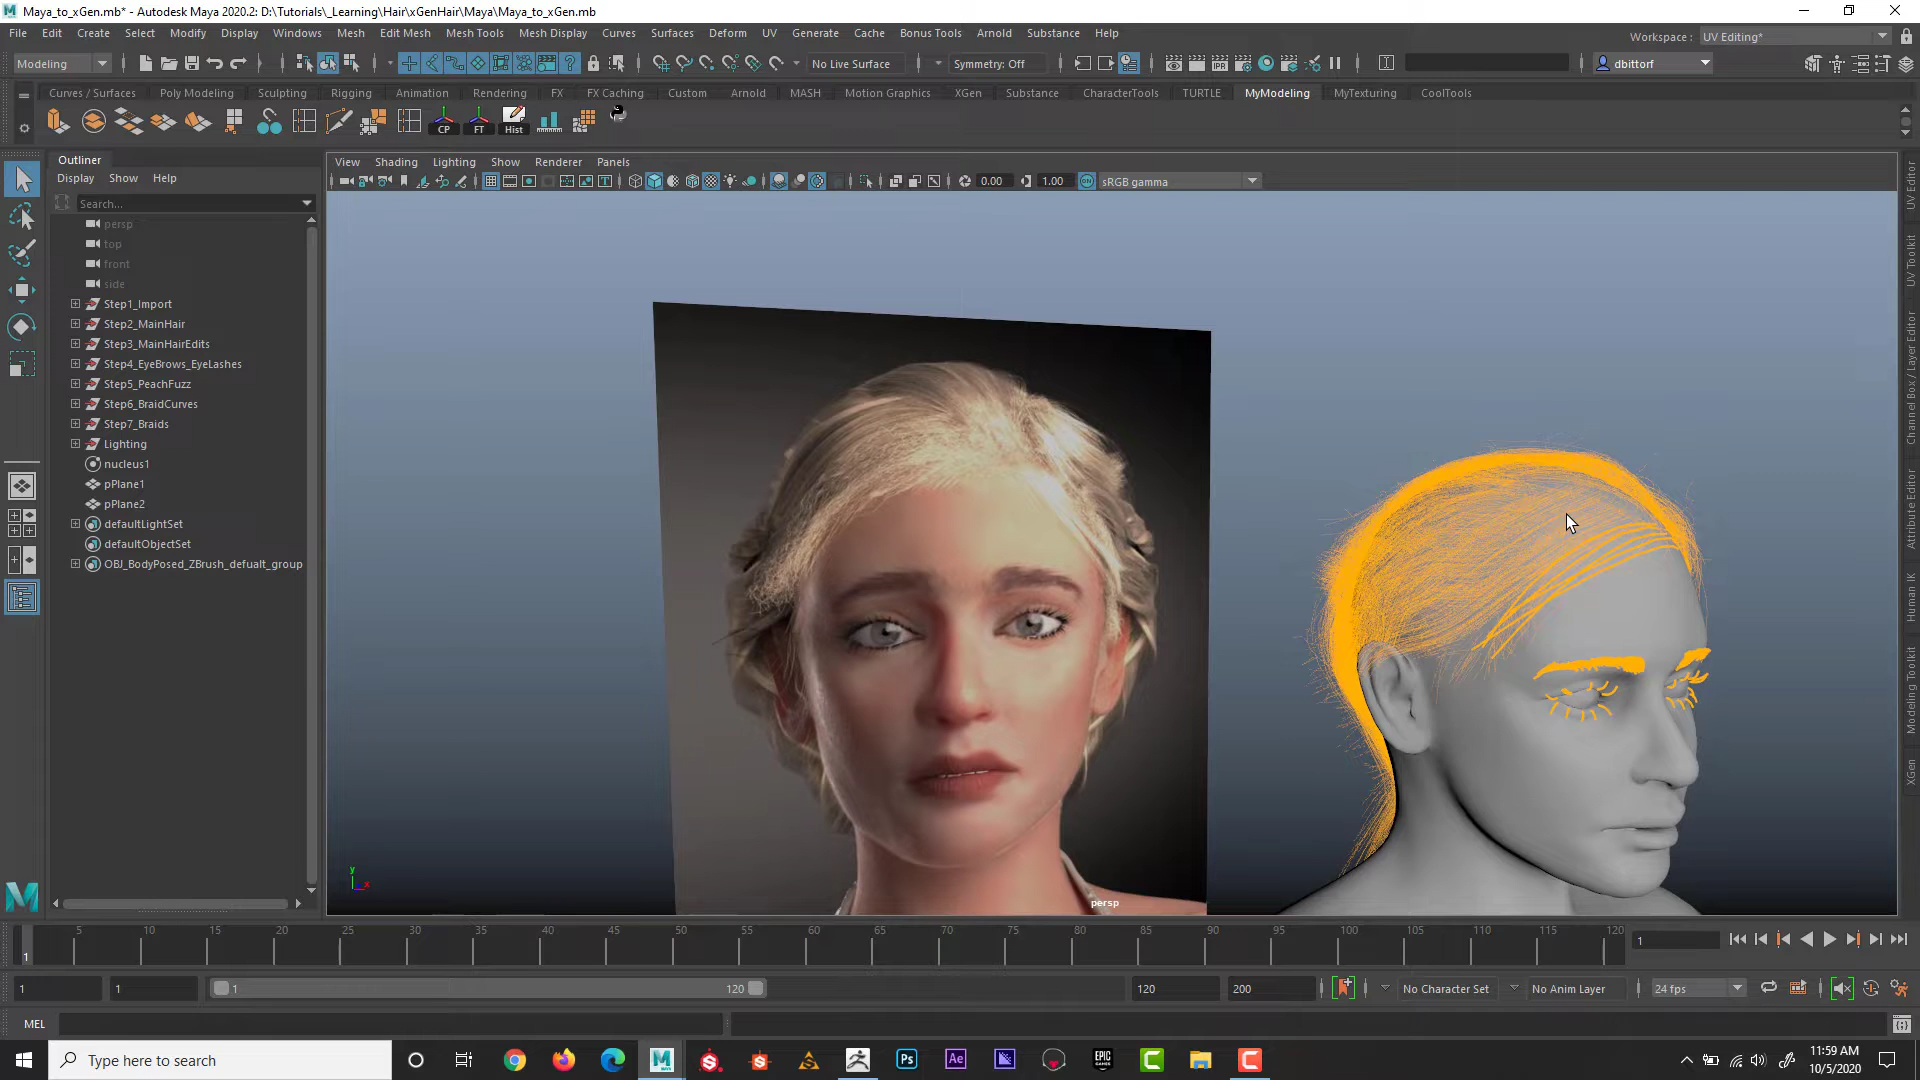 Maya_to_xGen.mb* - Autodesk Maya 2020.2: D:\Tutorials\_Learning\Hair\xGenHair\Maya\Maya_to_xGen.mb
File Edit Create Select Modify Display Windows Mesh Edit Mesh Mesh Tools Mesh Display Curves Surfaces Deform UV Generate Cache Bonus Tools Arnold Substance Help
Workspace : UV Editing*
Modeling
No Live Surface
Symmetry: Off
dbittorf
Curves / Surfaces Poly Modeling Sculpting Rigging Animation Rendering FX FX Caching Custom Arnold MASH Motion Graphics XGen Substance CharacterTools TURTLE MyModeling MyTexturing CoolTools
CP FT Hist
Outliner
Display Show Help
Search...
persp
top
front
side
Step1_Import
Step2_MainHair
Step3_MainHairEdits
Step4_EyeBrows_EyeLashes
Step5_PeachFuzz
Step6_BraidCurves
Step7_Braids
Lighting
nucleus1
pPlane1
pPlane2
defaultLightSet
defaultObjectSet
OBJ_BodyPosed_ZBrush_defualt_group
View Shading Lighting Show Renderer Panels
0.00 1.00 ON sRGB gamma
y
x
persp
UV Editor
UV Toolkit
Channel Box / Layer Editor
Attribute Editor
Human IK
Modeling Toolkit
XGen
5 10 15 20 25 30 35 40 45 50 55 60 65 70 75 80 85 90 95 100 105 110 115 120
1
1
1 1 1 120 120 200 No Character Set No Anim Layer 24 fps
MEL
Type here to search
Ps Ae EPIC GAMES C C
11:59 AM
10/5/2020